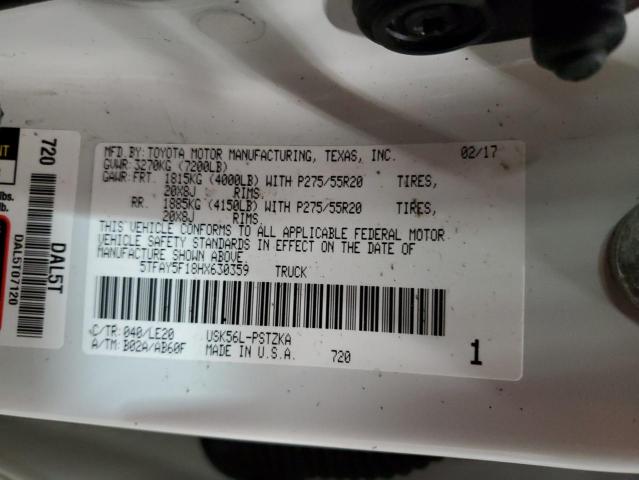 MFD.BY:TOYOTA MOTOR MANUFACTURING, TEXAS, INC. 02/17
GVWR:3270KG (7200LB)
GAWR:FRT. 1815KG (4000LB) WITH P275/55R20 TIRES,
20X8J RIMS,
RR. 1885KG (4150LB) WITH P275/55R20 TIRES,
20X8J RIMS.
THIS VEHICLE CONFORMS TO ALL APPLICABLE FEDERAL MOTOR
VEHICLE SAFETY STANDARDS IN EFFECT ON THE DATE OF
MANUFACTURE SHOWN ABOVE.
5TFAY5F18HX630359 TRUCK
C/TR:040/LE20 USK56L-PSTZKA
A/TM:B02A/AB60F MADE IN U.S.A. 720 1
720
DAL5T
DAL5T07120